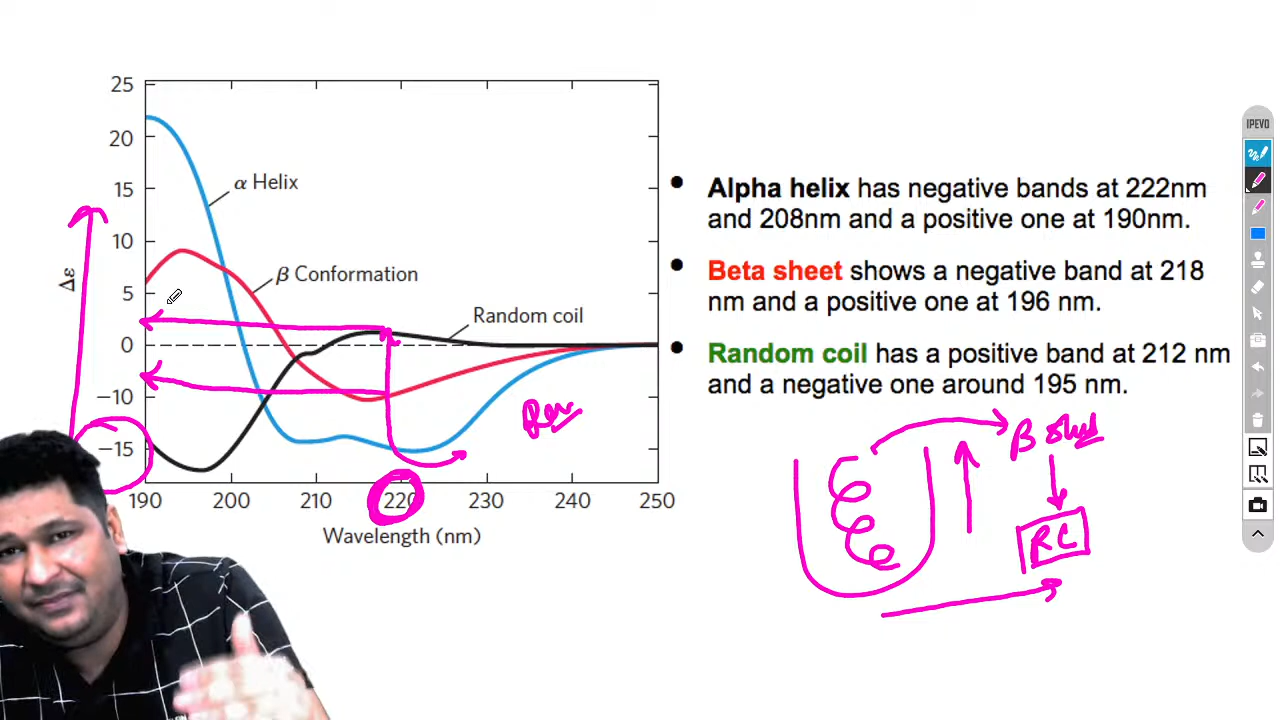 25
20
15
10
5
0
−10
−15
Δε
α Helix
β Conformation
Random coil
190
200
210
220
230
240
250
Wavelength (nm)
• Alpha helix has negative bands at 222nm
and 208nm and a positive one at 190nm.
• Beta sheet shows a negative band at 218
nm and a positive one at 196 nm.
• Random coil has a positive band at 212 nm
and a negative one around 195 nm.
β
RC
IPEVO